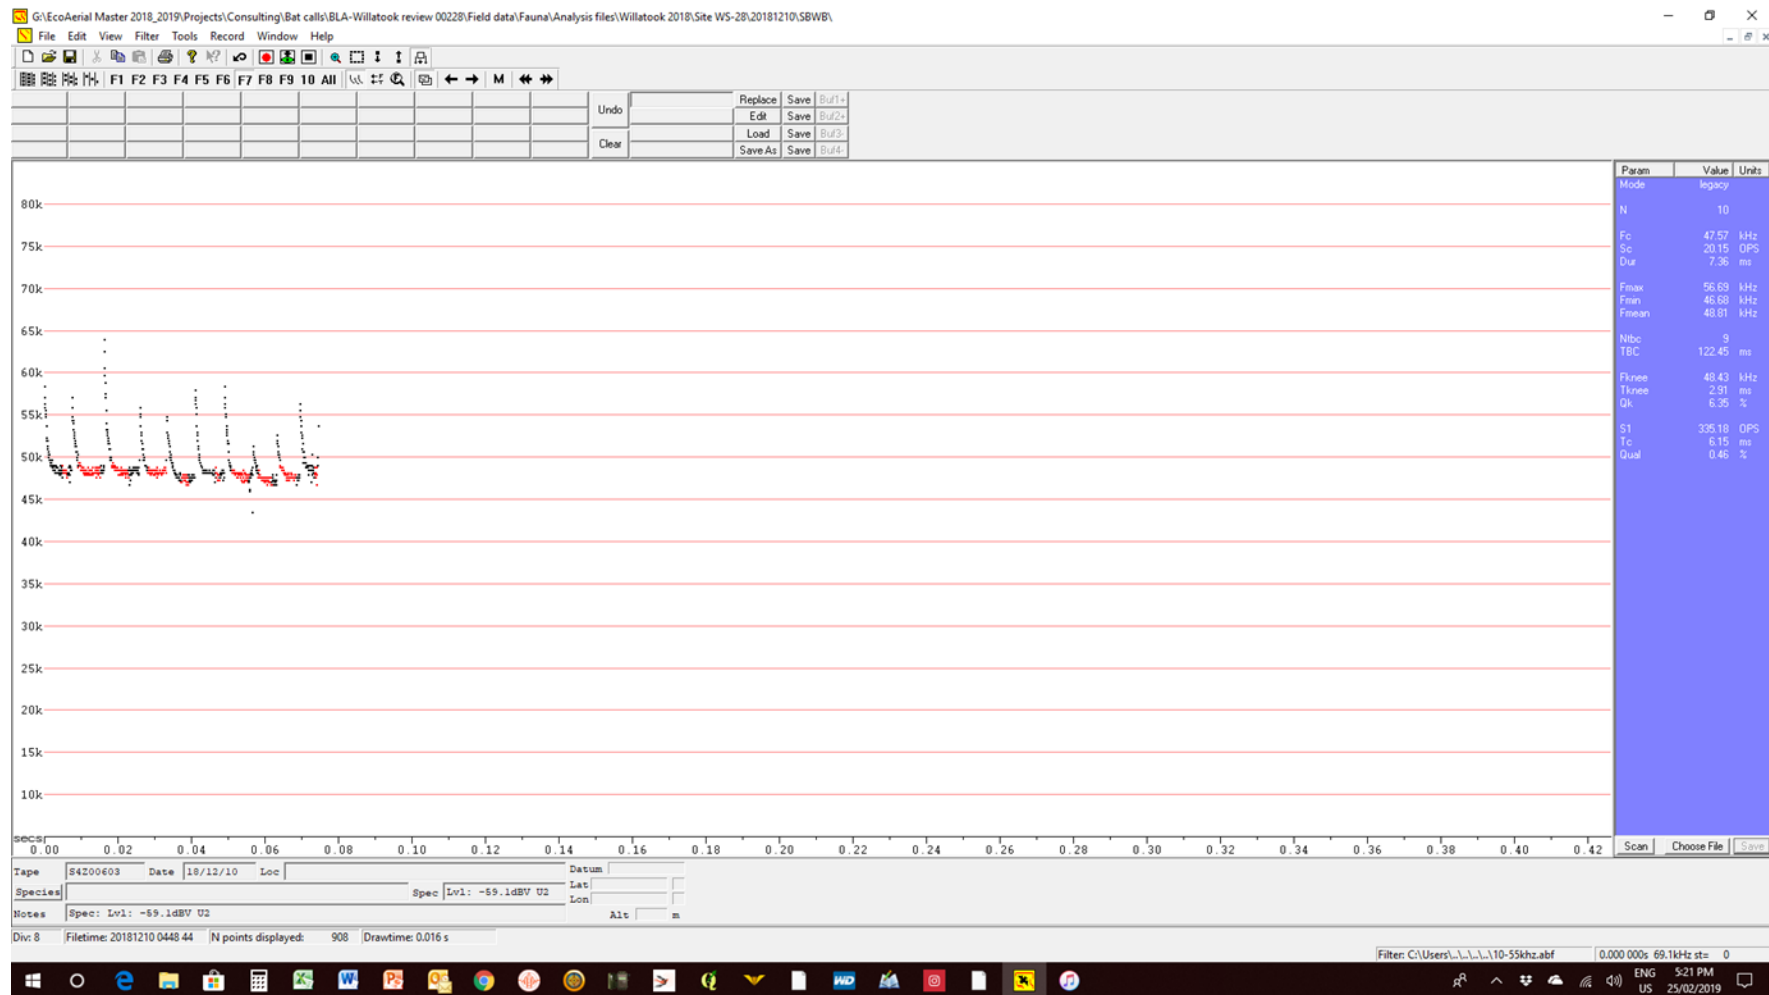 G:\EcoAerial Master 2018_2019\Projects\Consulting\Bat calls\BLA-Willatook review 00228\Field data\Fauna\Analysis files\Willatook 2018\Site WS-28\20181210\SBWB\
File Edit View Filter Tools Record Window Help
F1 F2 F3 F4 F5 F6 F7 F8 F9 10 All M
Undo Replace Save Buf1+
Edit Save Buf2+
Clear Load Save Buf3-
Save As Save Buf4-
Param Value Units
Mode legacy
N 10
Fc 47.57 kHz
Sc 20.15 OPS
Dur 7.36 ms
Fmax 56.69 kHz
Fmin 46.68 kHz
Fmean 48.81 kHz
Ntbc 9
TBC 122.45 ms
Fknee 48.43 kHz
Tknee 2.91 ms
Qk 6.35 %
S1 335.18 OPS
Tc 6.15 ms
Qual 0.46 %
80k
75k
70k
65k
60k
55k
50k
45k
40k
35k
30k
25k
20k
15k
10k
secs
0.00 0.02 0.04 0.06 0.08 0.10 0.12 0.14 0.16 0.18 0.20 0.22 0.24 0.26 0.28 0.30 0.32 0.34 0.36 0.38 0.40 0.42
Scan Choose File Save
Tape S4Z00603 Date 18/12/10 Loc Datum
Species Spec Lvl: -59.1dBV U2 Lat
Lon
Notes Spec: Lvl: -59.1dBV U2 Alt m
Div: 8 Filetime: 20181210 0448 44 N points displayed: 908 Drawtime: 0.016 s
Filter: C:\Users\...\...\...\...\10-55khz.abf 0.000 000s 69.1kHz st= 0
WD
ENG 5:21 PM
US 25/02/2019